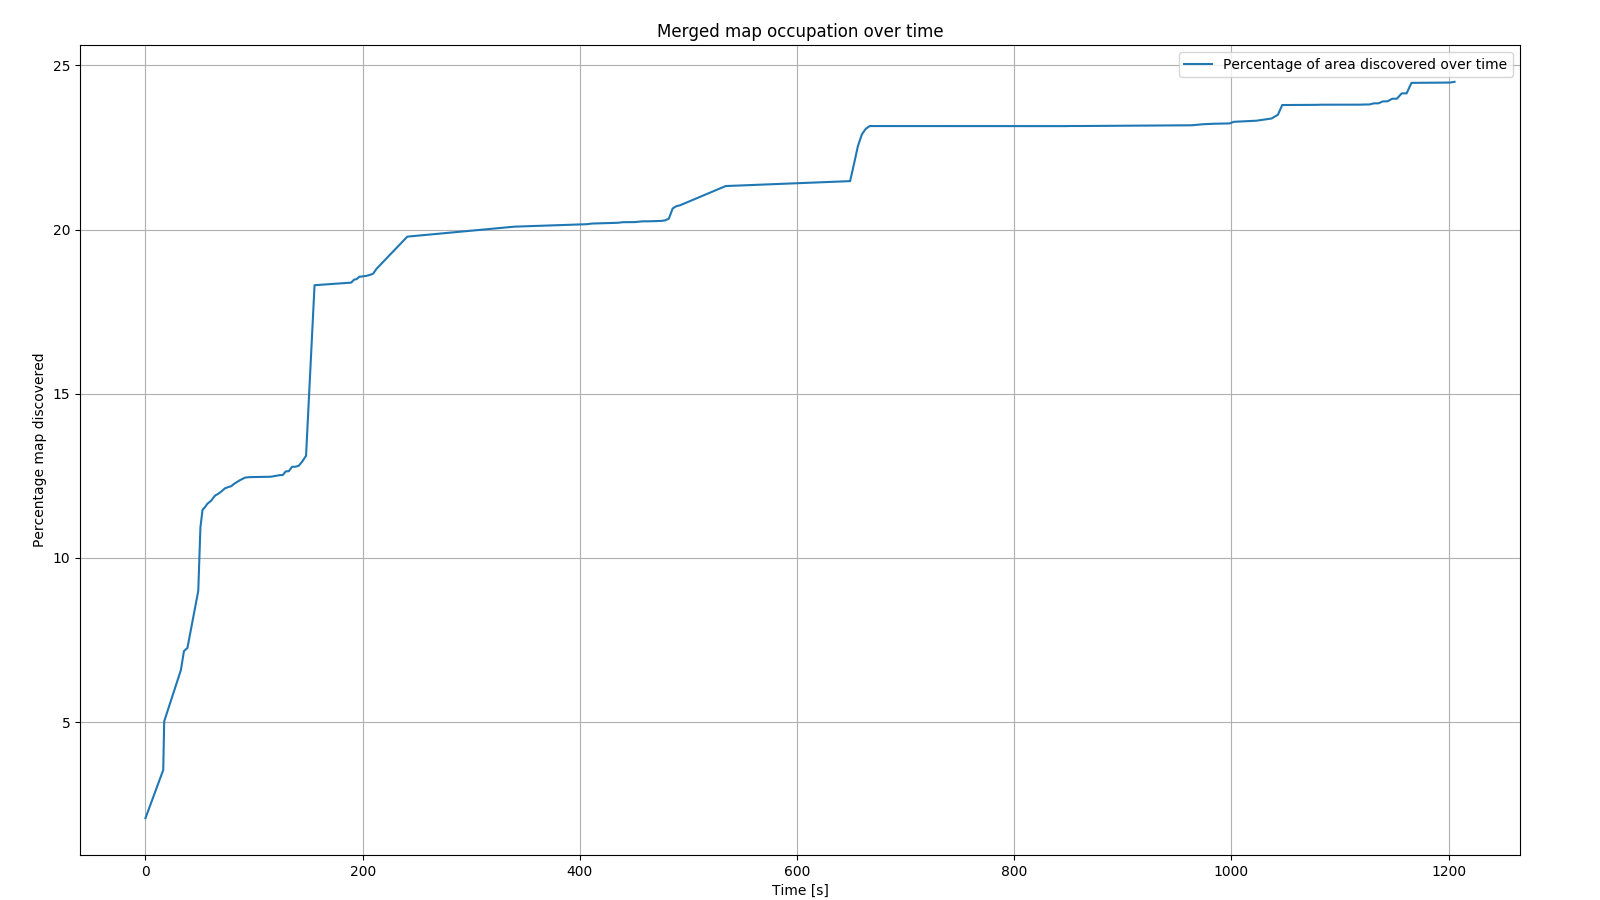 Merged map occupation over time
Percentage of area discovered over time
25
20
15
10
5
Percentage map discovered
0 200 400 600 800 1000 1200
Time [s]